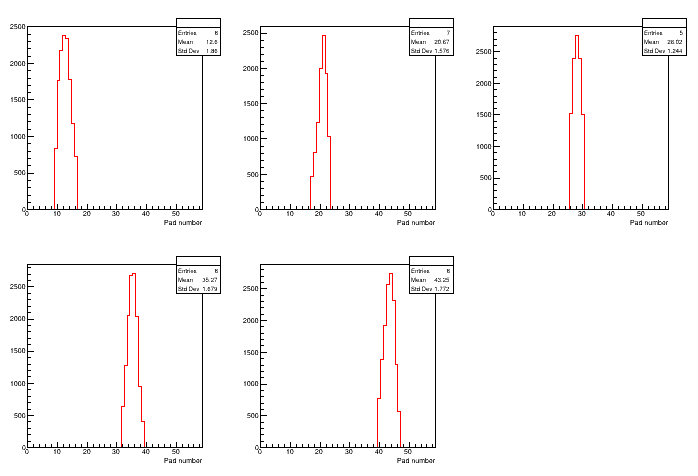 Entries 6
Mean 12.6
Std Dev 1.86
2500
2000
1500
1000
500
0
0 10 20 30 40 50
Pad number
Entries 7
Mean 20.67
Std Dev 1.576
2500
2000
1500
1000
500
0
0 10 20 30 40 50
Pad number
Entries 5
Mean 28.02
Std Dev 1.244
2500
2000
1500
1000
500
0
0 10 20 30 40 50
Pad number
Entries 6
Mean 35.27
Std Dev 1.679
2500
2000
1500
1000
500
0
0 10 20 30 40 50
Pad number
Entries 6
Mean 43.25
Std Dev 1.772
2500
2000
1500
1000
500
0
0 10 20 30 40 50
Pad number